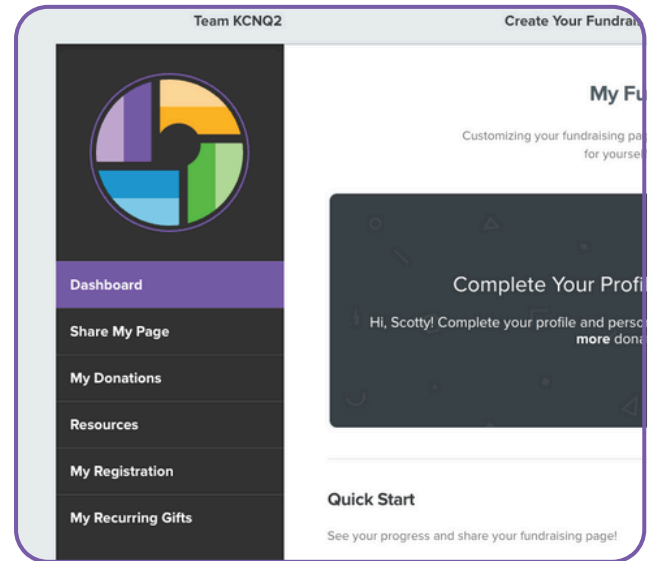 Team KCNQ2
Create Your Fundrai
My Fu
Customizing your fundraising pa
for yoursel
Dashboard
Complete Your Profi
Share My Page
Hi, Scotty! Complete your profile and perso
more dona
My Donations
Resources
My Registration
My Recurring Gifts
Quick Start
See your progress and share your fundraising page!